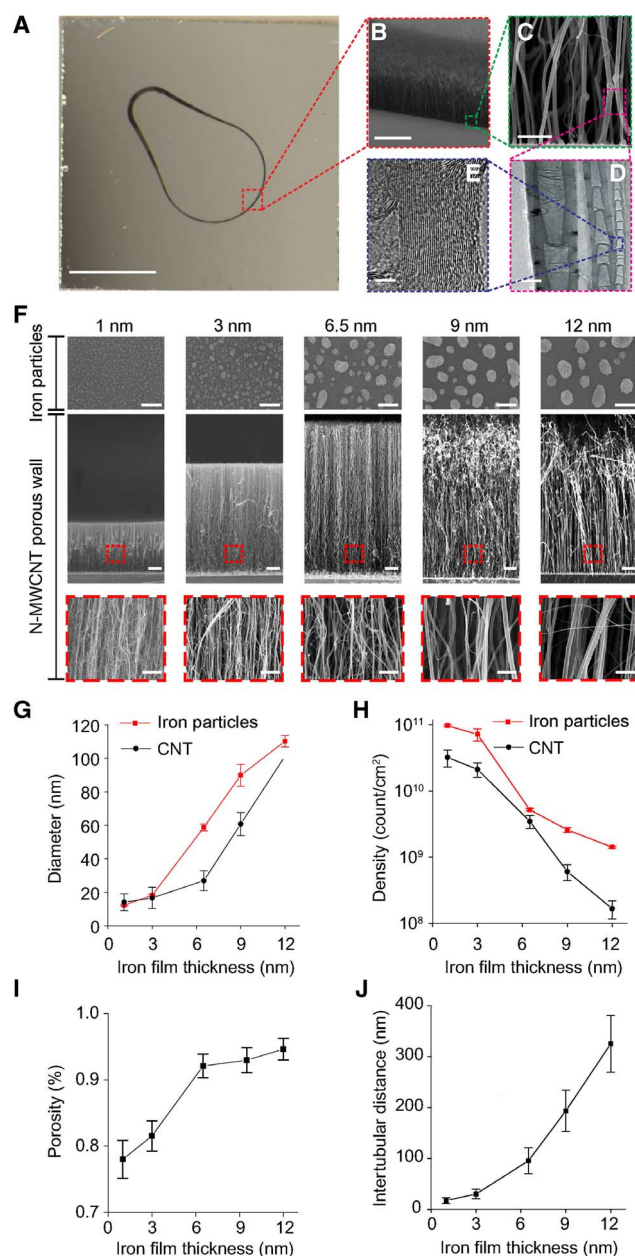 A
B
C
E
D
F
1 nm 3 nm 6.5 nm 9 nm 12 nm
Iron particles
N-MWCNT porous wall
G
Iron particles
CNT
120
100
80
60
40
20
0
Diameter (nm)
0 3 6 9 12
Iron film thickness (nm)
H
Iron particles
CNT
10¹¹
10¹⁰
10⁹
10⁸
Density (count/cm²)
0 3 6 9 12
Iron film thickness (nm)
I
1.0
0.9
0.8
0.7
Porosity (%)
0 3 6 9 12
Iron film thickness (nm)
J
400
300
200
100
0
Intertubular distance (nm)
0 3 6 9 12
Iron film thickness (nm)